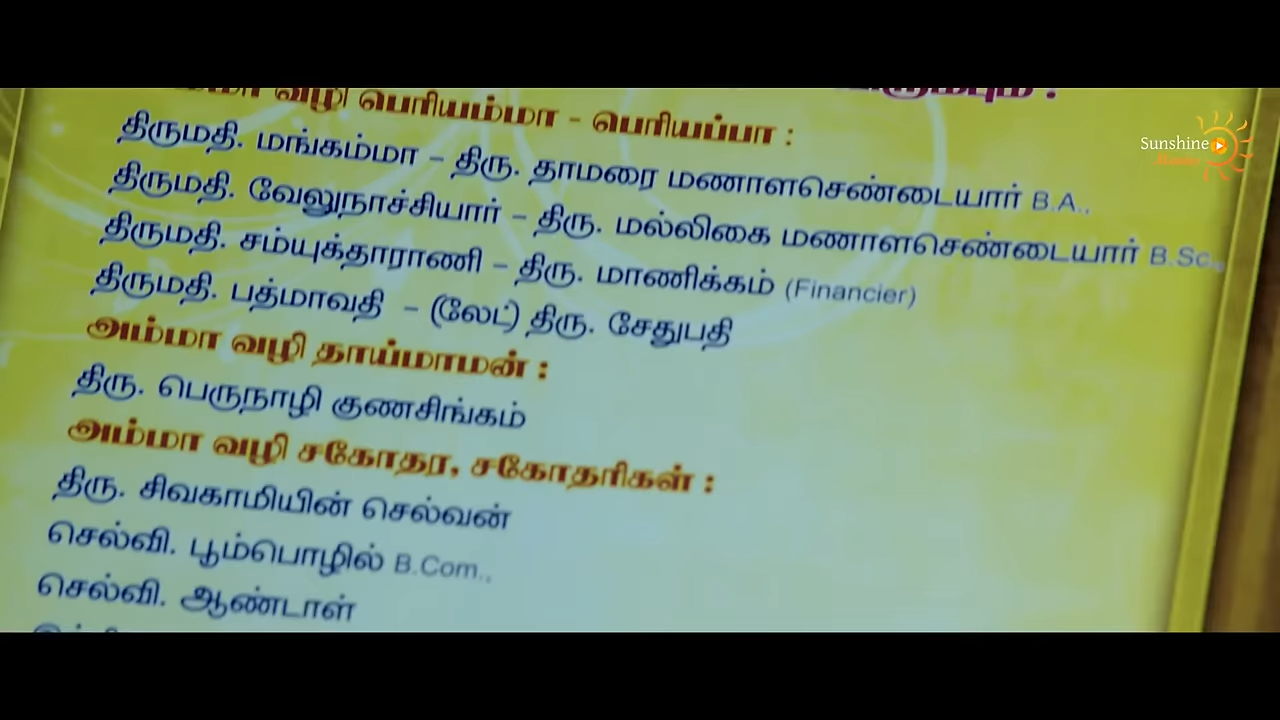 வழி பெரியம்மா - பெரியப்பா :
திருமதி. மங்கம்மா – திரு. தாமரை மணாளசெண்டையார் B.A.,
திருமதி. வேலுநாச்சியார் – திரு. மல்லிகை மணாளசெண்டையார் B.Sc.,
திருமதி. சம்யுக்தாராணி – திரு. மாணிக்கம் (Financier)
திருமதி. பத்மாவதி – (லேட்) திரு. சேதுபதி
அம்மா வழி தாய்மாமன் :
திரு. பெருநாழி குணசிங்கம்
அம்மா வழி சகோதர, சகோதரிகள் :
திரு. சிவகாமியின் செல்வன்
செல்வி. பூம்பொழில் B.Com.,
செல்வி. ஆண்டாள்
Sunshine